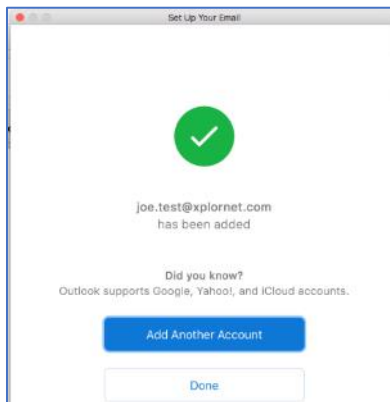 Set Up Your Email
joe.test@xplornet.com
has been added
Did you know?
Outlook supports Google, Yahoo!, and iCloud accounts.
Add Another Account
Done